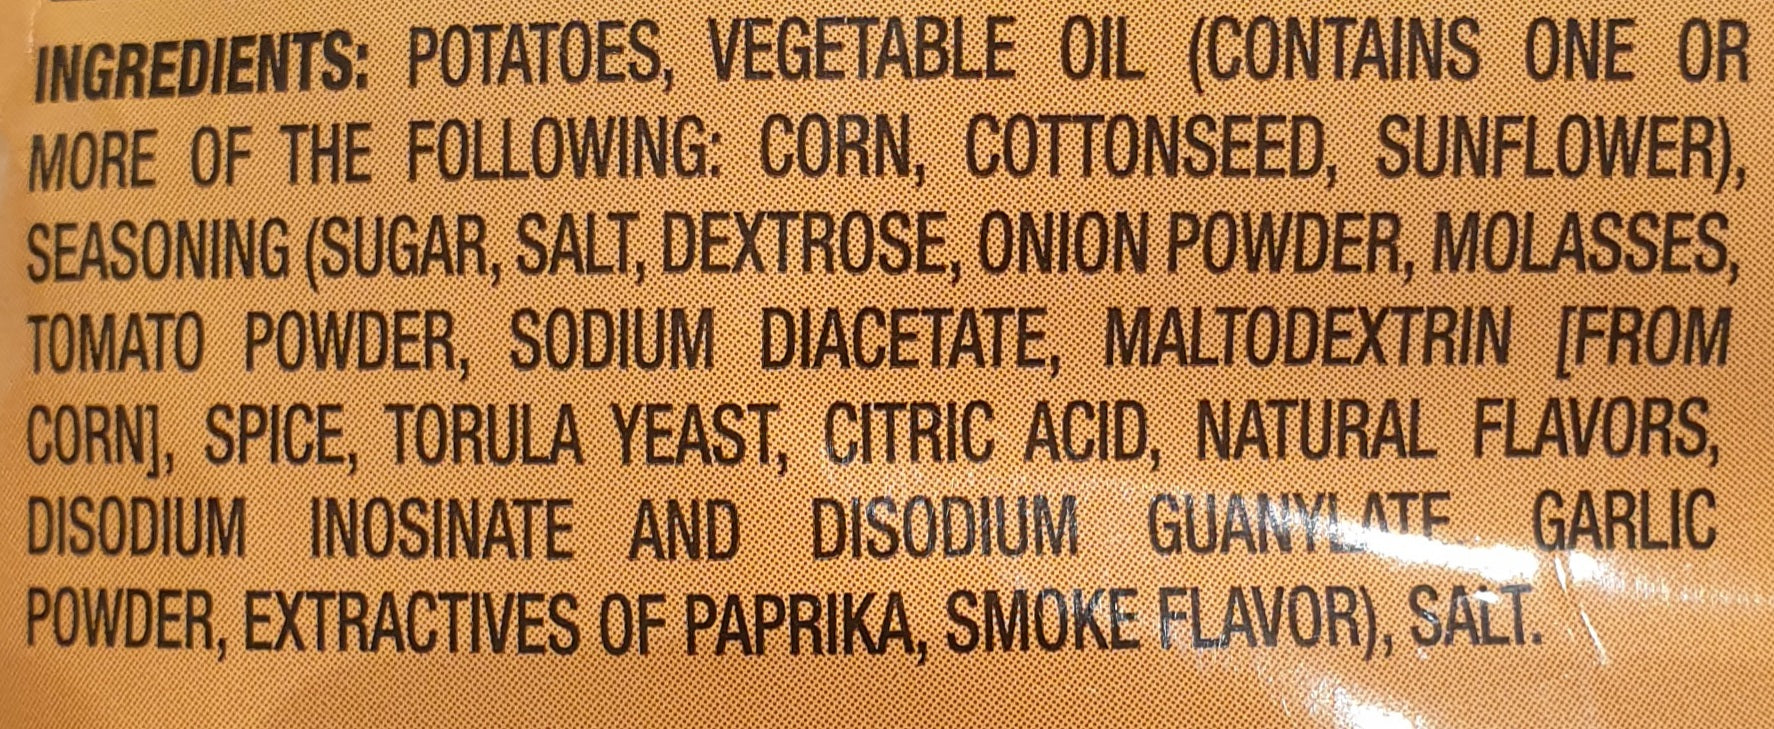 INGREDIENTS: POTATOES, VEGETABLE OIL (CONTAINS ONE OR
MORE OF THE FOLLOWING: CORN, COTTONSEED, SUNFLOWER),
SEASONING (SUGAR, SALT, DEXTROSE, ONION POWDER, MOLASSES,
TOMATO POWDER, SODIUM DIACETATE, MALTODEXTRIN [FROM
CORN], SPICE, TORULA YEAST, CITRIC ACID, NATURAL FLAVORS,
DISODIUM INOSINATE AND DISODIUM GUANYLATE GARLIC
POWDER, EXTRACTIVES OF PAPRIKA, SMOKE FLAVOR), SALT.